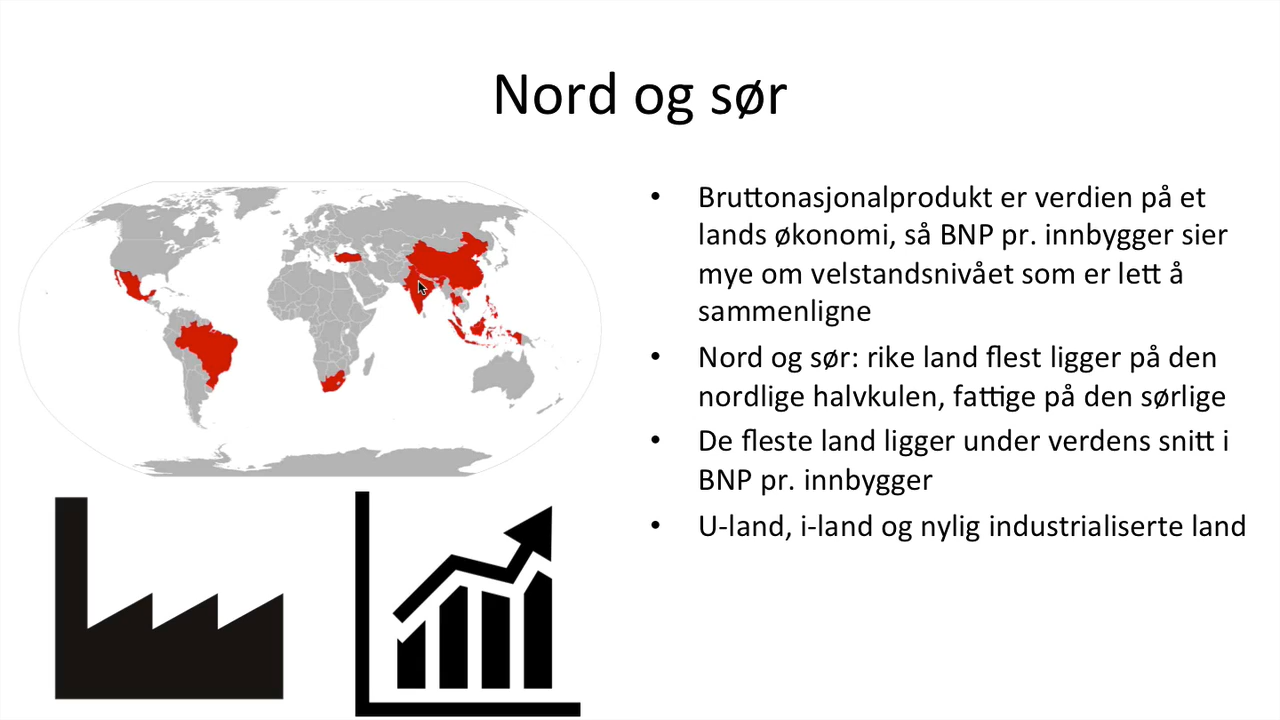 Nord og sør
• Bruttonasjonalprodukt er verdien på et
lands økonomi, så BNP pr. innbygger sier
mye om velstandsnivået som er lett å
sammenligne
• Nord og sør: rike land flest ligger på den
nordlige halvkulen, fattige på den sørlige
• De fleste land ligger under verdens snitt i
BNP pr. innbygger
• U-land, i-land og nylig industrialiserte land